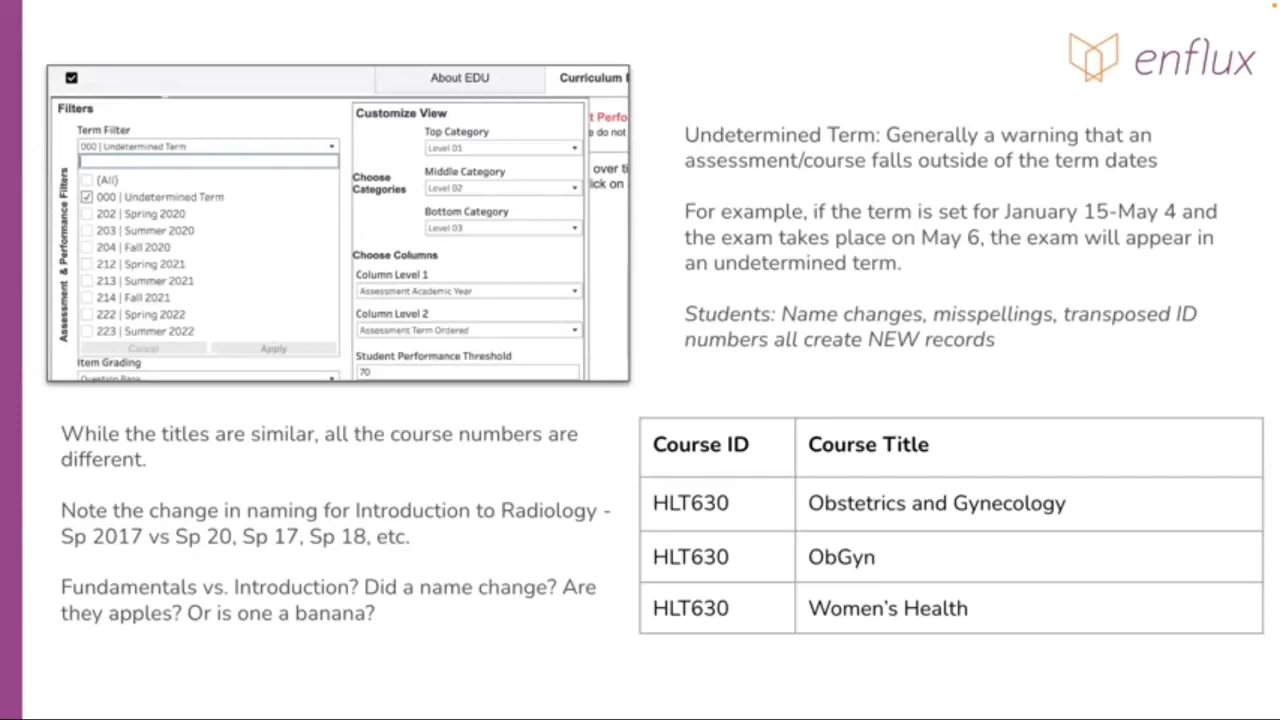 enflux
About EDU
Curriculum
Filters
Term Filter
000 | Undetermined Term
(All)
000 | Undetermined Term
202 | Spring 2020
203 | Summer 2020
204 | Fall 2020
212 | Spring 2021
213 | Summer 2021
214 | Fall 2021
222 | Spring 2022
223 | Summer 2022
Cancel
Apply
Item Grading
Question Bank
Assessment & Performance Filters
Customize View
Top Category
Level 01
Choose
Categories
Middle Category
Level 02
Bottom Category
Level 03
Choose Columns
Column Level 1
Assessment Academic Year
Column Level 2
Assessment Term Ordered
Student Performance Threshold
70
t Perfo
do not
over ti
ick on
Undetermined Term: Generally a warning that an
assessment/course falls outside of the term dates
For example, if the term is set for January 15-May 4 and
the exam takes place on May 6, the exam will appear in
an undetermined term.
Students: Name changes, misspellings, transposed ID
numbers all create NEW records
While the titles are similar, all the course numbers are
different.
Note the change in naming for Introduction to Radiology -
Sp 2017 vs Sp 20, Sp 17, Sp 18, etc.
Fundamentals vs. Introduction? Did a name change? Are
they apples? Or is one a banana?
Course ID Course Title
HLT630 Obstetrics and Gynecology
HLT630 ObGyn
HLT630 Women's Health